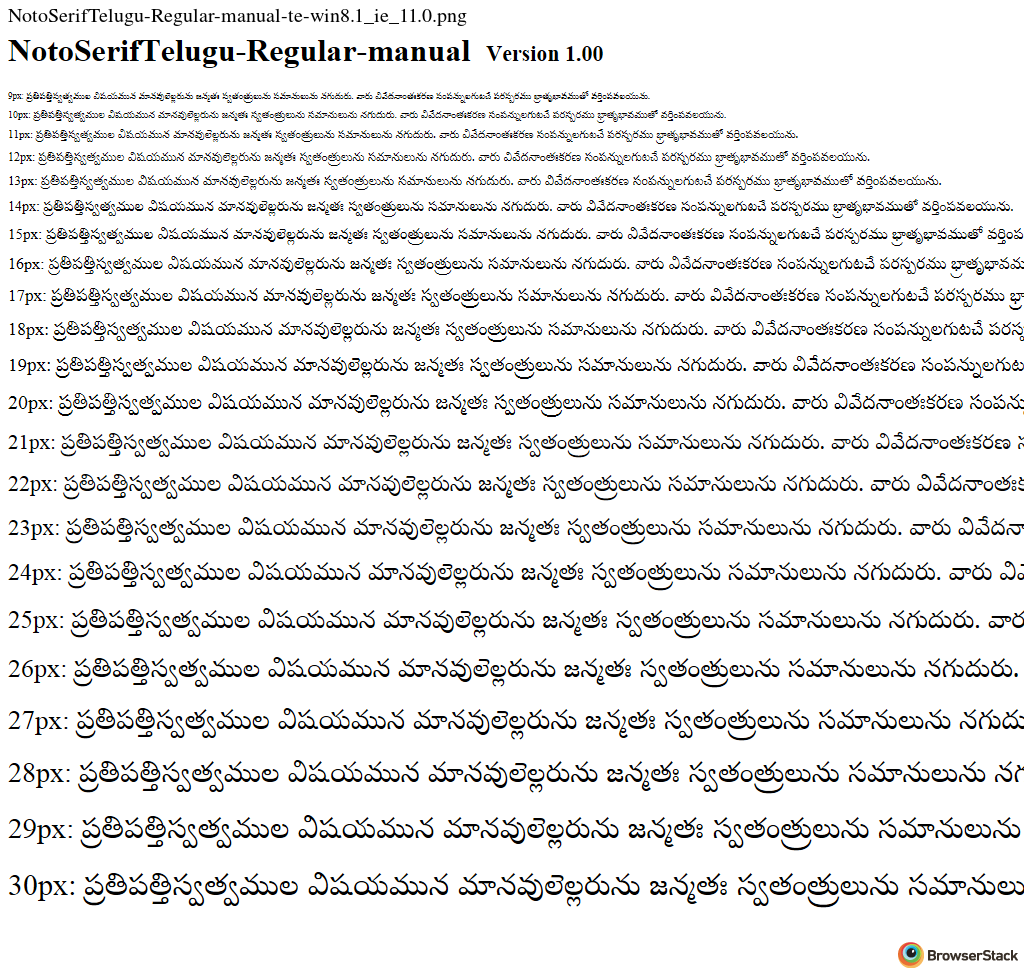 NotoSerifTelugu-Regular-manual-te-win8.1_ie_11.0.png
NotoSerifTelugu-Regular-manual Version 1.00
9px: ప్రతిపత్తిస్వత్వముల విషయమున మానవులెల్లరును జన్మతః స్వతంత్రులును సమానులును నగుదురు. వారు వివేదనాంతఃకరణ సంపన్నులగుటచే పరస్పరము భ్రాతృభావముతో వర్తింపవలయును.
10px: ప్రతిపత్తిస్వత్వముల విషయమున మానవులెల్లరును జన్మతః స్వతంత్రులును సమానులును నగుదురు. వారు వివేదనాంతఃకరణ సంపన్నులగుటచే పరస్పరము భ్రాతృభావముతో వర్తింపవలయును.
11px: ప్రతిపత్తిస్వత్వముల విషయమున మానవులెల్లరును జన్మతః స్వతంత్రులును సమానులును నగుదురు. వారు వివేదనాంతఃకరణ సంపన్నులగుటచే పరస్పరము భ్రాతృభావముతో వర్తింపవలయును.
12px: ప్రతిపత్తిస్వత్వముల విషయమున మానవులెల్లరును జన్మతః స్వతంత్రులును సమానులును నగుదురు. వారు వివేదనాంతఃకరణ సంపన్నులగుటచే పరస్పరము భ్రాతృభావముతో వర్తింపవలయును.
13px: ప్రతిపత్తిస్వత్వముల విషయమున మానవులెల్లరును జన్మతః స్వతంత్రులును సమానులును నగుదురు. వారు వివేదనాంతఃకరణ సంపన్నులగుటచే పరస్పరము భ్రాతృభావముతో వర్తింపవలయును.
14px: ప్రతిపత్తిస్వత్వముల విషయమున మానవులెల్లరును జన్మతః స్వతంత్రులును సమానులును నగుదురు. వారు వివేదనాంతఃకరణ సంపన్నులగుటచే పరస్పరము భ్రాతృభావముతో వర్తింపవలయును.
15px: ప్రతిపత్తిస్వత్వముల విషయమున మానవులెల్లరును జన్మతః స్వతంత్రులును సమానులును నగుదురు. వారు వివేదనాంతఃకరణ సంపన్నులగుటచే పరస్పరము భ్రాతృభావముతో వర్తింప
16px: ప్రతిపత్తిస్వత్వముల విషయమున మానవులెల్లరును జన్మతః స్వతంత్రులును సమానులును నగుదురు. వారు వివేదనాంతఃకరణ సంపన్నులగుటచే పరస్పరము భ్రాతృభావము
17px: ప్రతిపత్తిస్వత్వముల విషయమున మానవులెల్లరును జన్మతః స్వతంత్రులును సమానులును నగుదురు. వారు వివేదనాంతఃకరణ సంపన్నులగుటచే పరస్పరము భ్రా
18px: ప్రతిపత్తిస్వత్వముల విషయమున మానవులెల్లరును జన్మతః స్వతంత్రులును సమానులును నగుదురు. వారు వివేదనాంతఃకరణ సంపన్నులగుటచే పరస్ప
19px: ప్రతిపత్తిస్వత్వముల విషయమున మానవులెల్లరును జన్మతః స్వతంత్రులును సమానులును నగుదురు. వారు వివేదనాంతఃకరణ సంపన్నులగుట
20px: ప్రతిపత్తిస్వత్వముల విషయమున మానవులెల్లరును జన్మతః స్వతంత్రులును సమానులును నగుదురు. వారు వివేదనాంతఃకరణ సంపన్ను
21px: ప్రతిపత్తిస్వత్వముల విషయమున మానవులెల్లరును జన్మతః స్వతంత్రులును సమానులును నగుదురు. వారు వివేదనాంతఃకరణ
22px: ప్రతిపత్తిస్వత్వముల విషయమున మానవులెల్లరును జన్మతః స్వతంత్రులును సమానులును నగుదురు. వారు వివేదనాంతఃక
23px: ప్రతిపత్తిస్వత్వముల విషయమున మానవులెల్లరును జన్మతః స్వతంత్రులును సమానులును నగుదురు. వారు వివేదనా
24px: ప్రతిపత్తిస్వత్వముల విషయమున మానవులెల్లరును జన్మతః స్వతంత్రులును సమానులును నగుదురు. వారు వివే
25px: ప్రతిపత్తిస్వత్వముల విషయమున మానవులెల్లరును జన్మతః స్వతంత్రులును సమానులును నగుదురు. వారు
26px: ప్రతిపత్తిస్వత్వముల విషయమున మానవులెల్లరును జన్మతః స్వతంత్రులును సమానులును నగుదురు.
27px: ప్రతిపత్తిస్వత్వముల విషయమున మానవులెల్లరును జన్మతః స్వతంత్రులును సమానులును నగుదు
28px: ప్రతిపత్తిస్వత్వముల విషయమున మానవులెల్లరును జన్మతః స్వతంత్రులును సమానులును నగ
29px: ప్రతిపత్తిస్వత్వముల విషయమున మానవులెల్లరును జన్మతః స్వతంత్రులును సమానులును
30px: ప్రతిపత్తిస్వత్వముల విషయమున మానవులెల్లరును జన్మతః స్వతంత్రులును సమానులు
BrowserStack